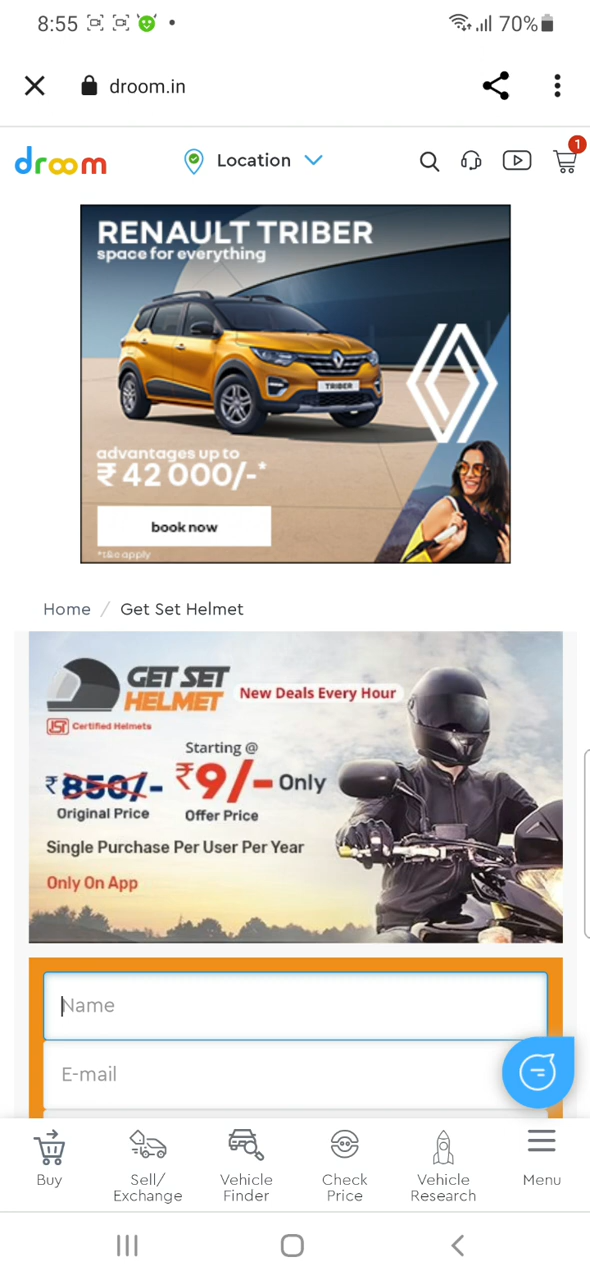 8:55
70%
droom.in
droom
Location
1
RENAULT TRIBER
space for everything
TRIBER
advantages up to
₹ 42 000/-*
book now
*t&c apply
Home / Get Set Helmet
GET SET
HELMET
New Deals Every Hour
ISI Certified Helmets
Starting @
₹850/- ₹9/- Only
Original Price Offer Price
Single Purchase Per User Per Year
Only On App
Name
E-mail
Buy
Sell/
Exchange
Vehicle
Finder
Check
Price
Vehicle
Research
Menu